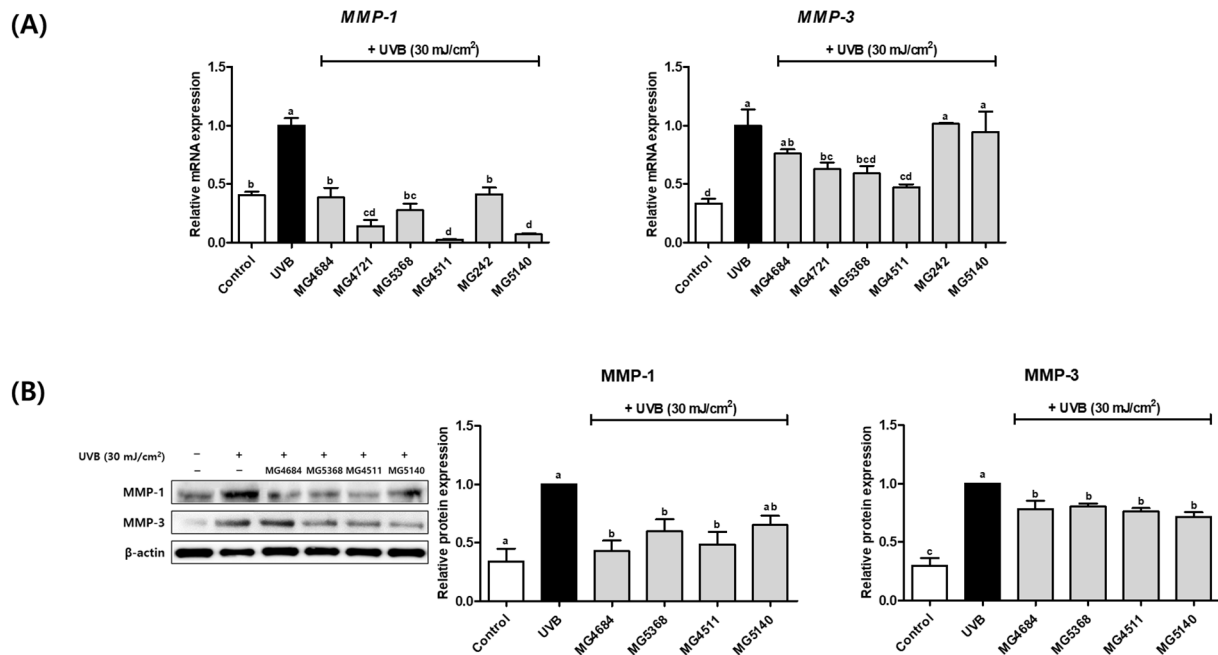 (A)
MMP-1
+ UVB (30 mJ/cm²)
Relative mRNA expression
1.5
1.0
0.5
0.0
b
a
b
cd
bc
d
b
d
Control
UVB
MG4684
MG4721
MG5368
MG4511
MG242
MG5140
MMP-3
+ UVB (30 mJ/cm²)
Relative mRNA expression
1.5
1.0
0.5
0.0
d
a
ab
bc
bcd
cd
a
a
Control
UVB
MG4684
MG4721
MG5368
MG4511
MG242
MG5140
(B)
UVB (30 mJ/cm²) – + + + + +
– – MG4684 MG5368 MG4511 MG5140
MMP-1
MMP-3
β-actin
MMP-1
+ UVB (30 mJ/cm²)
Relative protein expression
1.5
1.0
0.5
0.0
a
a
b
b
b
ab
Control
UVB
MG4684
MG5368
MG4511
MG5140
MMP-3
+ UVB (30 mJ/cm²)
Relative protein expression
1.5
1.0
0.5
0.0
c
a
b
b
b
b
Control
UVB
MG4684
MG5368
MG4511
MG5140